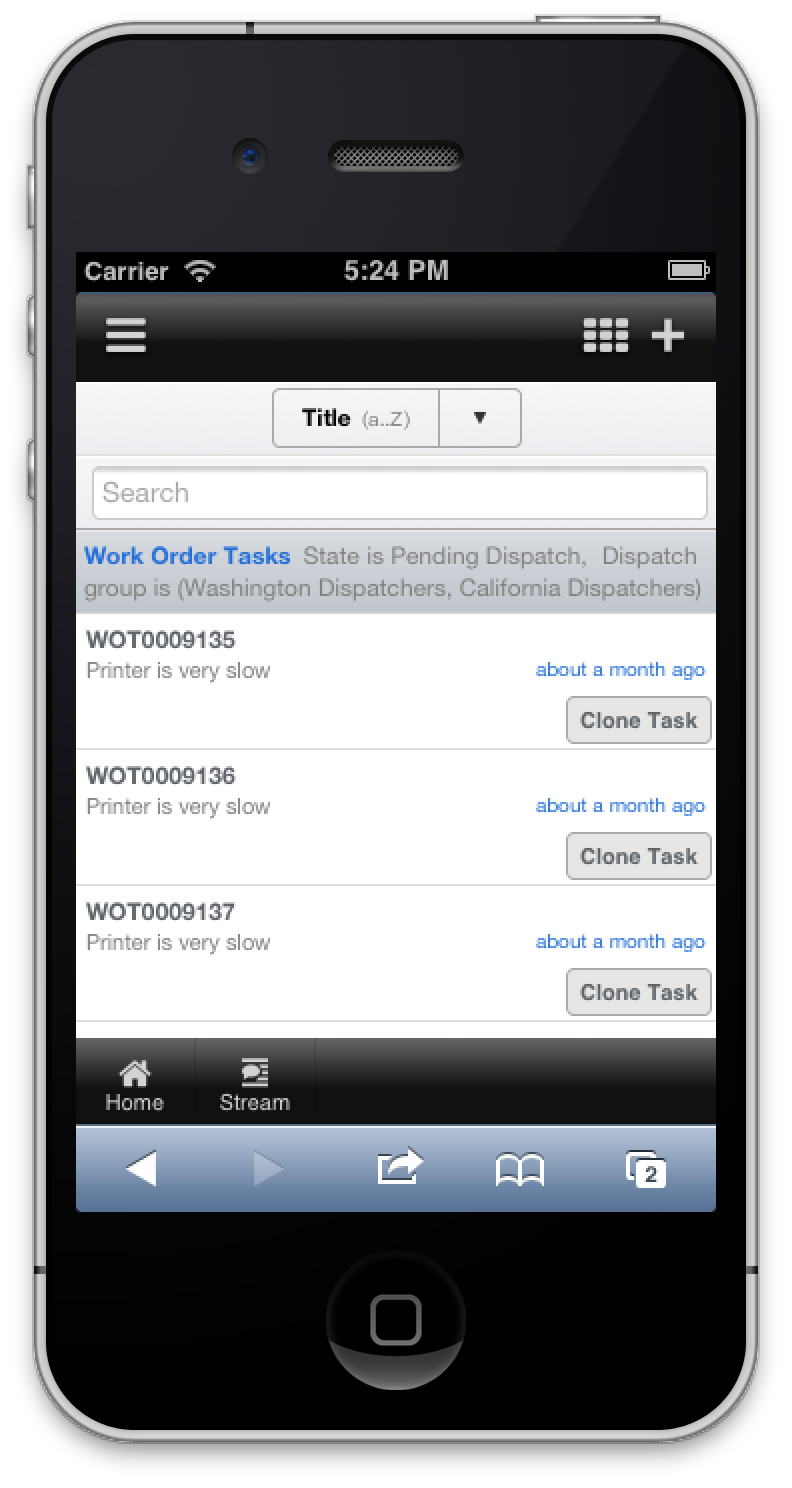 Carrier 5:24 PM
Title (a..Z) ▼
Search
Work Order Tasks State is Pending Dispatch, Dispatch
group is (Washington Dispatchers, California Dispatchers)
WOT0009135
Printer is very slow about a month ago
Clone Task
WOT0009136
Printer is very slow about a month ago
Clone Task
WOT0009137
Printer is very slow about a month ago
Clone Task
Home Stream
2